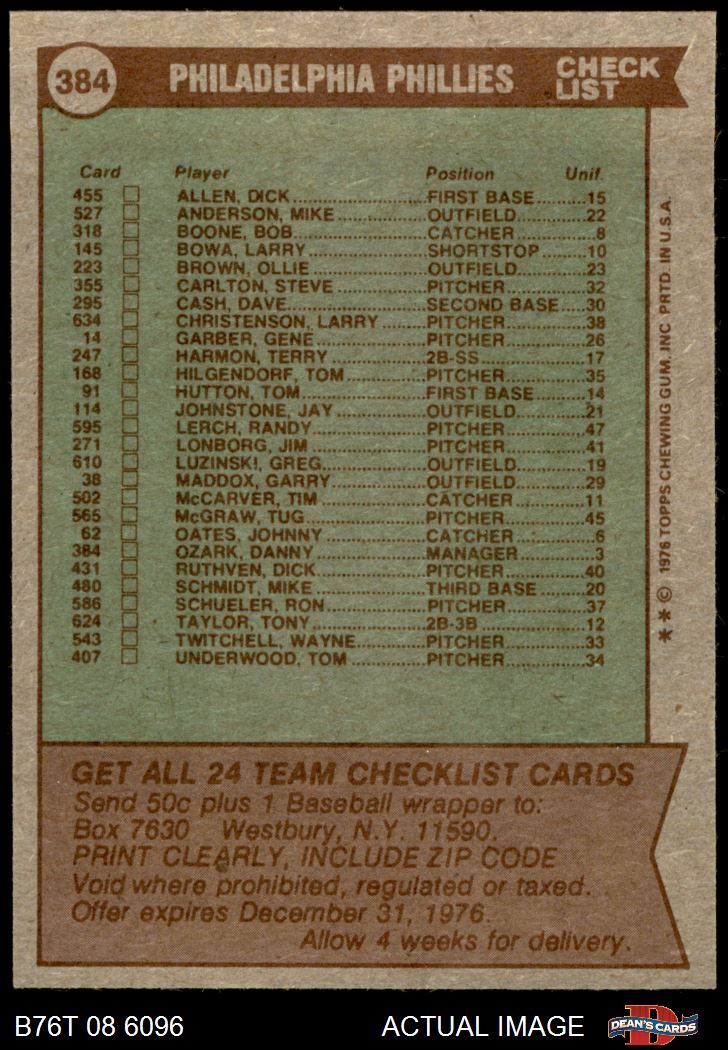 384 PHILADELPHIA PHILLIES CHECK LIST
Card Player Position Unif.
455 ALLEN, DICK FIRST BASE 15
527 ANDERSON, MIKE OUTFIELD 22
318 BOONE, BOB CATCHER 8
145 BOWA, LARRY SHORTSTOP 10
223 BROWN, OLLIE OUTFIELD 23
355 CARLTON, STEVE PITCHER 32
295 CASH, DAVE SECOND BASE 30
634 CHRISTENSON, LARRY PITCHER 38
14 GARBER, GENE PITCHER 26
247 HARMON, TERRY 2B-SS 17
168 HILGENDORF, TOM PITCHER 35
91 HUTTON, TOM FIRST BASE 14
114 JOHNSTONE, JAY OUTFIELD 21
595 LERCH, RANDY PITCHER 47
271 LONBORG, JIM PITCHER 41
610 LUZINSKI, GREG OUTFIELD 19
38 MADDOX, GARRY OUTFIELD 29
502 McCARVER, TIM CATCHER 11
565 McGRAW, TUG PITCHER 45
62 OATES, JOHNNY CATCHER 6
384 OZARK, DANNY MANAGER 3
431 RUTHVEN, DICK PITCHER 40
480 SCHMIDT, MIKE THIRD BASE 20
586 SCHUELER, RON PITCHER 37
624 TAYLOR, TONY 2B-3B 12
543 TWITCHELL, WAYNE PITCHER 33
407 UNDERWOOD, TOM PITCHER 34
**© 1976 TOPPS CHEWING GUM, INC. PRTD. IN U.S.A.
GET ALL 24 TEAM CHECKLIST CARDS
Send 50c plus 1 Baseball wrapper to:
Box 7630 Westbury, N.Y. 11590.
PRINT CLEARLY, INCLUDE ZIP CODE
Void where prohibited, regulated or taxed.
Offer expires December 31, 1976.
Allow 4 weeks for delivery.
B76T 08 6096 ACTUAL IMAGE D DEAN'S CARDS